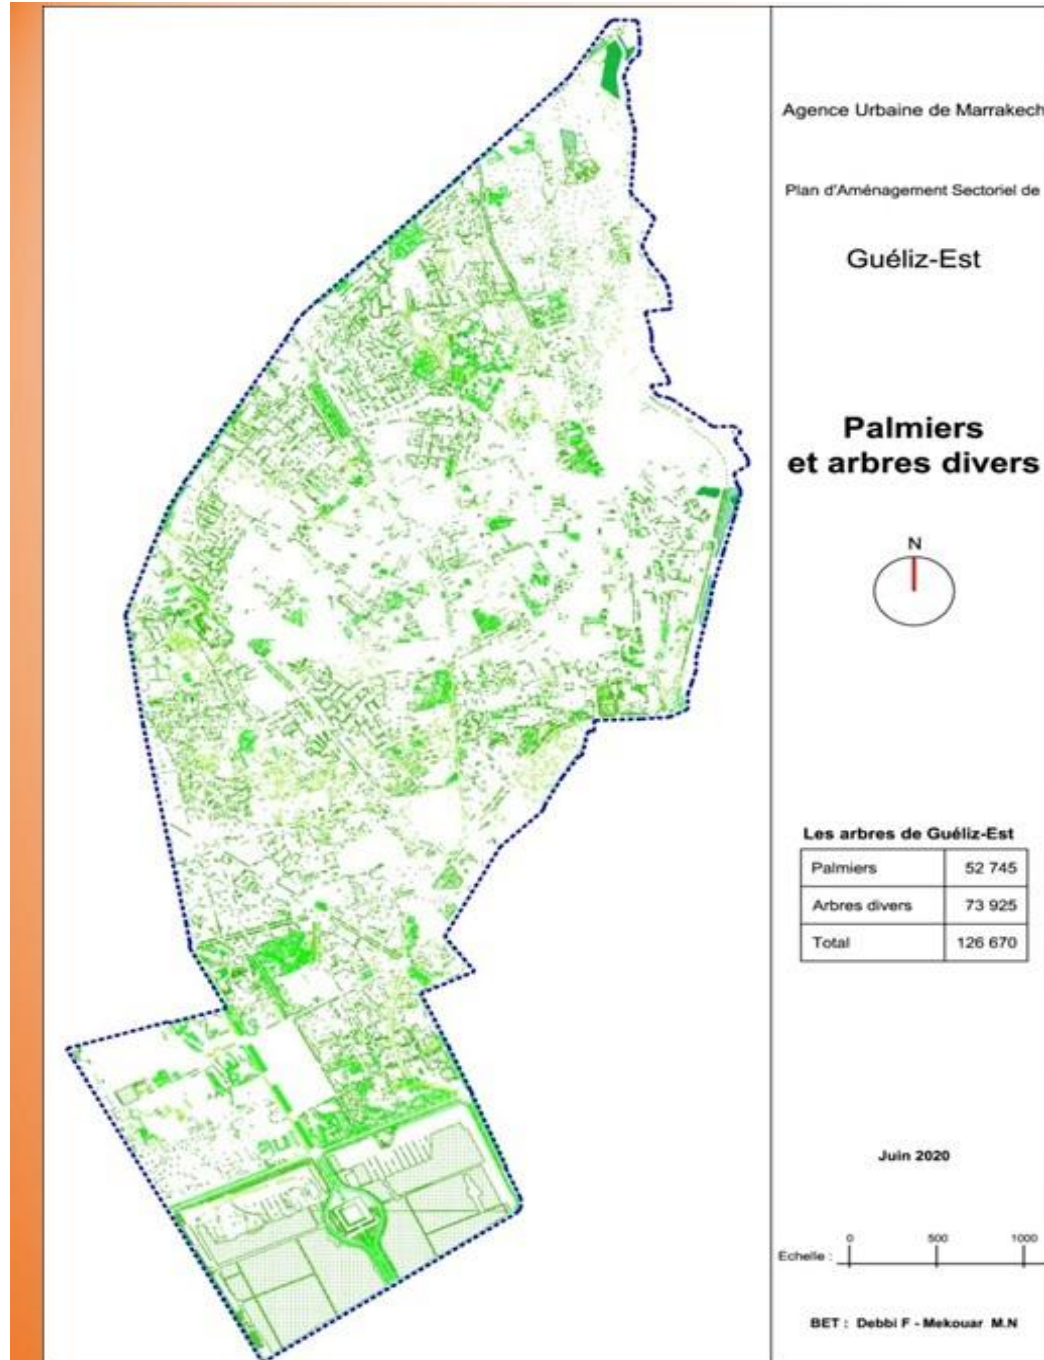 Agence Urbaine de Marrakech
Plan d'Aménagement Sectoriel de
Guéliz-Est
Palmiers
et arbres divers
N
Les arbres de Guéliz-Est
Palmiers 52 745
Arbres divers 73 925
Total 126 670
Juin 2020
0 500 1000
Echelle :
BET : Debbi F - Mekouar M.N